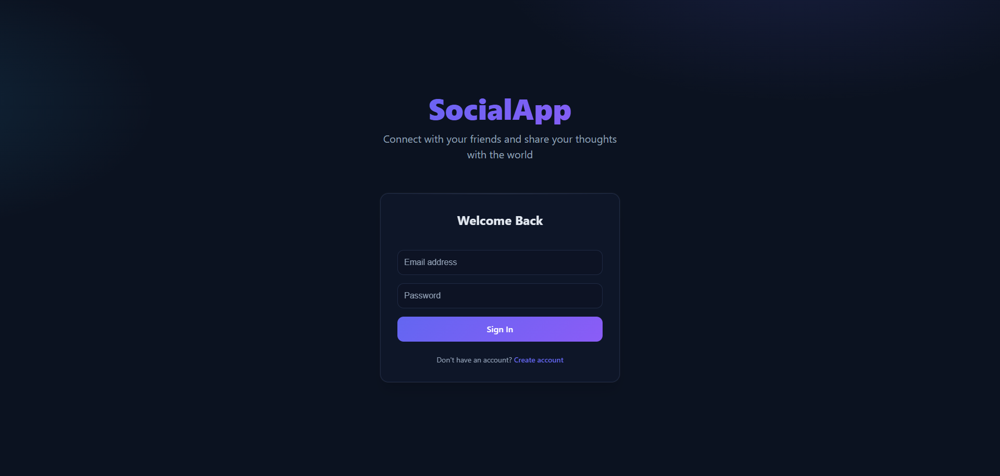 SocialApp
Connect with your friends and share your thoughts
with the world
Welcome Back
Email address
Password
Sign In
Don't have an account? Create account